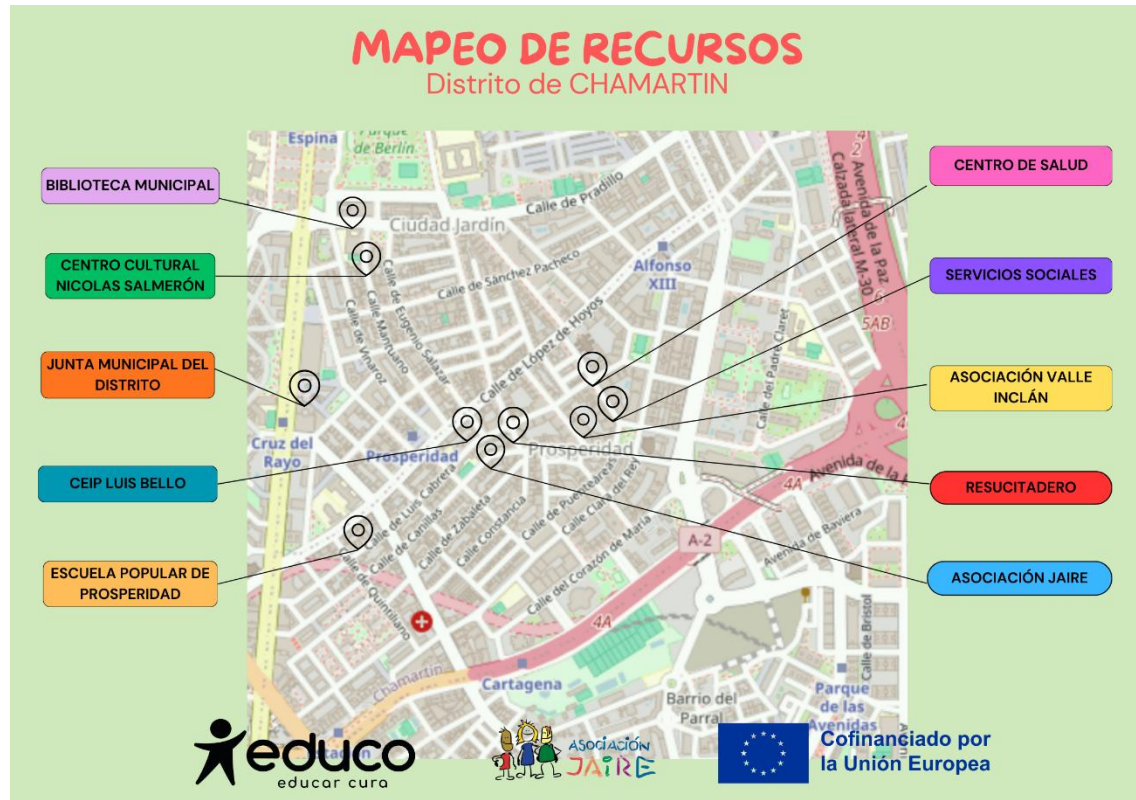 MAPEO DE RECURSOS
Distrito de CHAMARTIN
BIBLIOTECA MUNICIPAL
CENTRO CULTURAL
NICOLAS SALMERÓN
JUNTA MUNICIPAL DEL
DISTRITO
CEIP LUIS BELLO
ESCUELA POPULAR DE
PROSPERIDAD
CENTRO DE SALUD
SERVICIOS SOCIALES
ASOCIACIÓN VALLE
INCLÁN
RESUCITADERO
ASOCIACIÓN JAIRE
Espina
Parque
de Berlín
Ciudad Jardín
Calle de Pradillo
Calle de Sánchez Pacheco
Alfonso
XIII
Calle de Eugenio Salazar
Calle Mantuano
Calle de Vinaroz
Calle de López de Hoyos
Avenida de la Paz
Calzada lateral M-30
4
2
6
5AB
Calle del Padre Claret
Cruz del
Rayo
Prosperidad
Prosperidad
Calle de Luis Cabrera
Calle de Canillas
Calle de Zabaleta
Calle Constancia
Calle de Puenteáreas
Calle Clara del Rey
Calle del Corazón de María
Calle de Quintiliano
Avenida de la
4A
A-2
Avenida de Baviera
Calle de Bristol
4A
Chamartín
Cartagena
Barrio del
Parral
Parque
de las
Avenidas
educo
educar cura
ASOCIACIÓN
JAIRE
Cofinanciado por
la Unión Europea